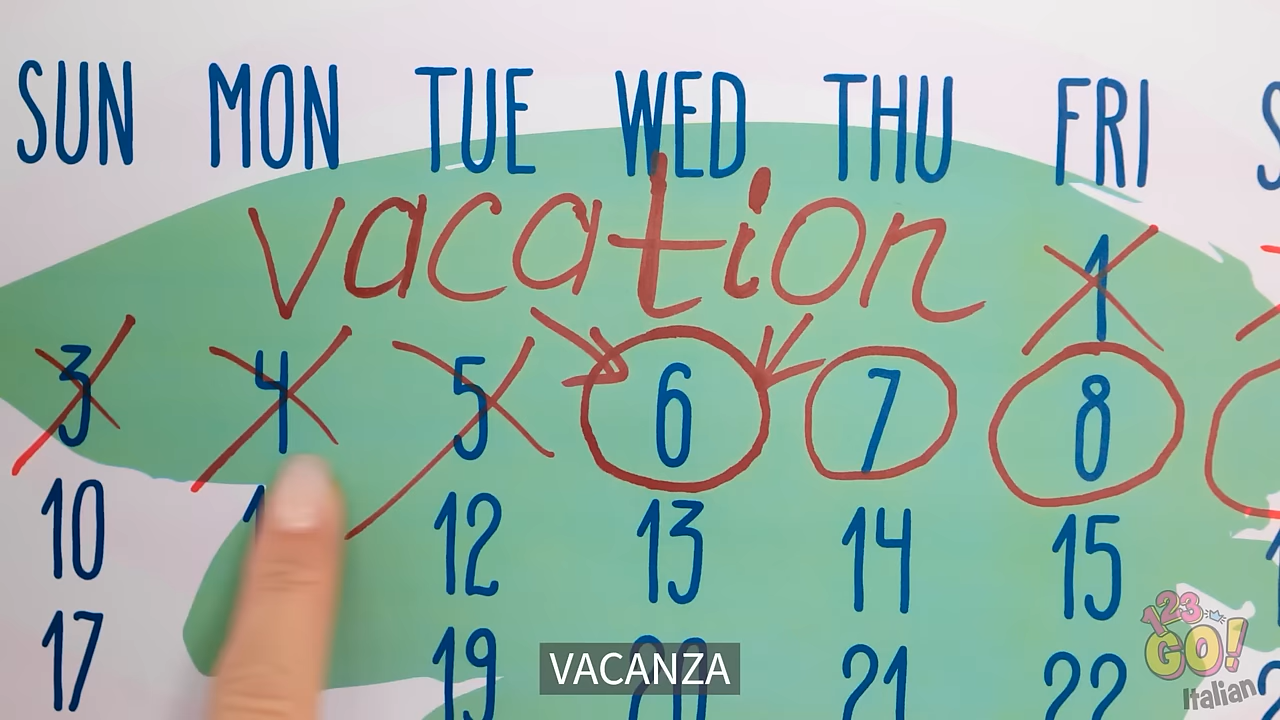 SUN MON TUE WED THU FRI
vacation
1
3 4 5 6 7 8
10 12 13 14 15
17 19 20 21 22
VACANZA
123
GO!
Italian